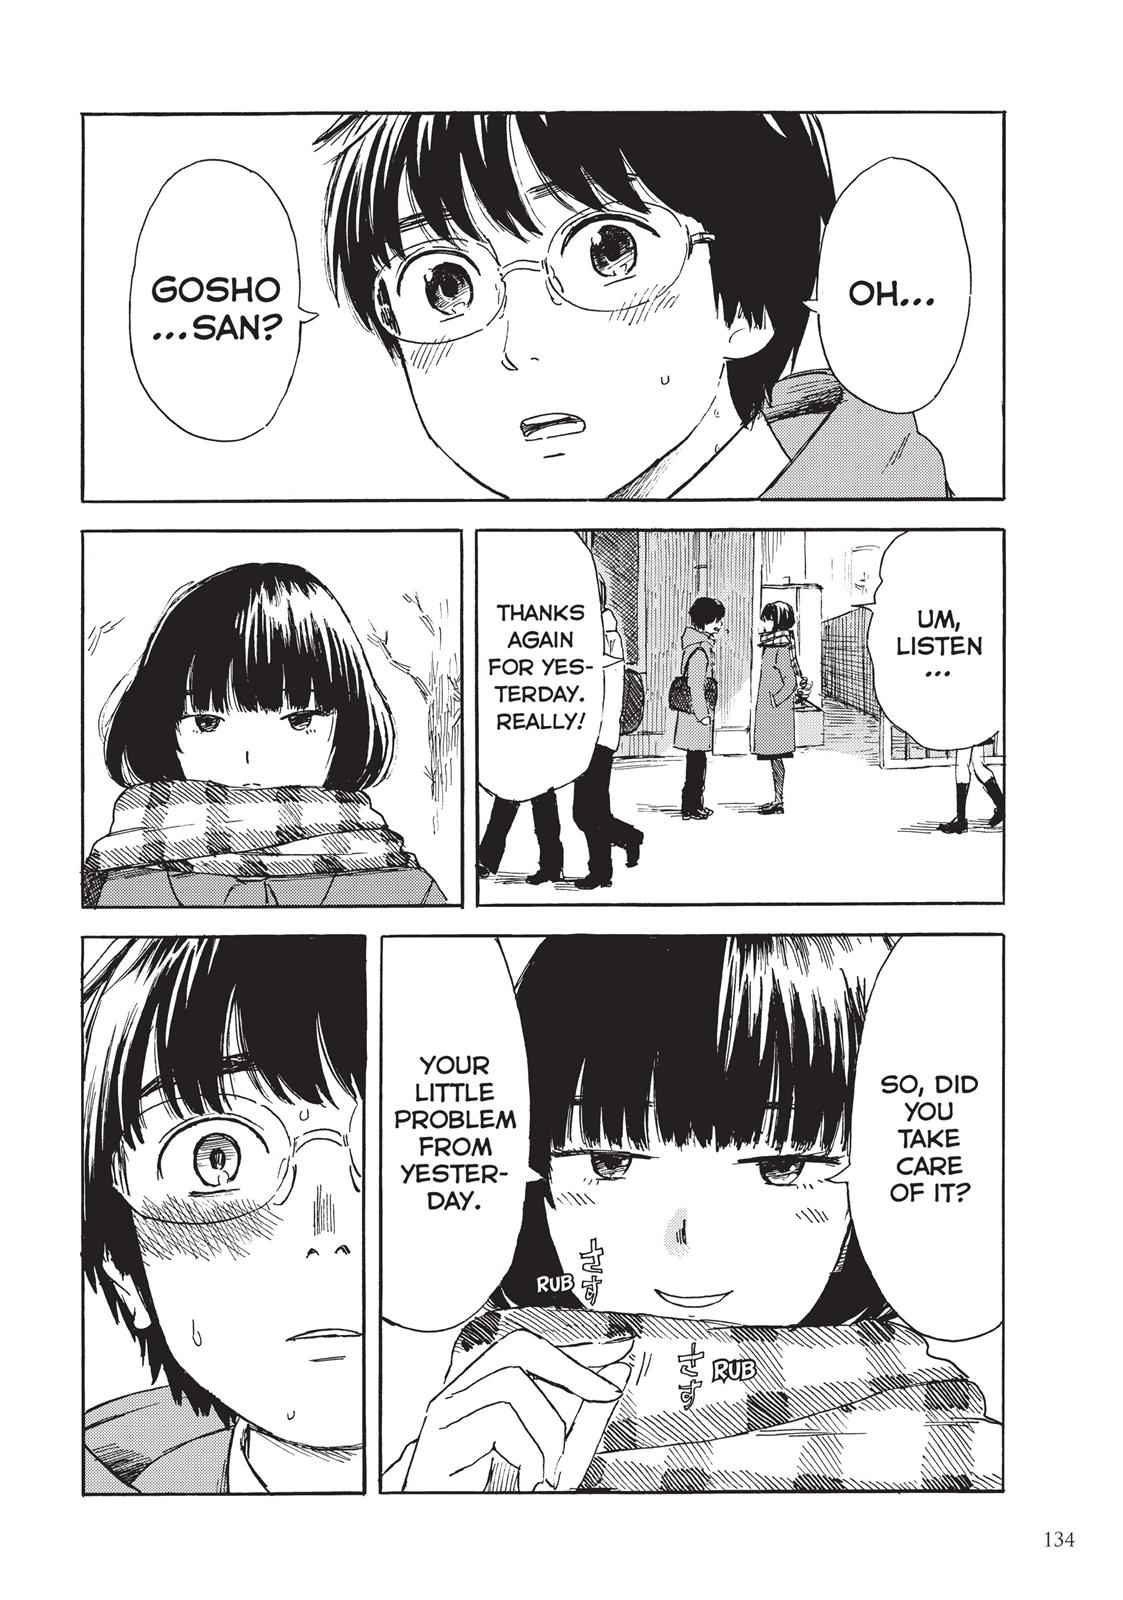 OH...
GOSHO
...SAN?
UM,
LISTEN
...
THANKS
AGAIN
FOR YES-
TERDAY.
REALLY!
SO, DID
YOU
TAKE
CARE
OF IT?
YOUR
LITTLE
PROBLEM
FROM
YESTER-
DAY.
さす
RUB
さす
RUB
134